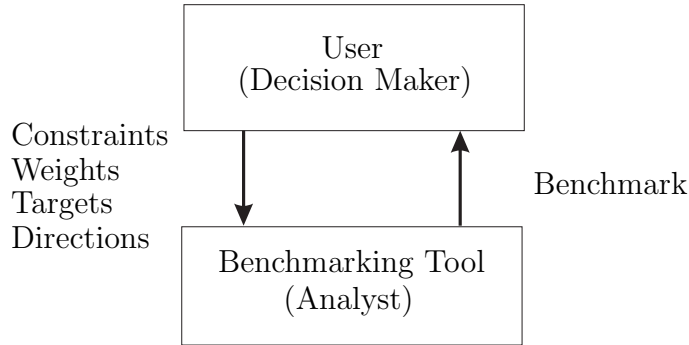 User
(Decision Maker)
Constraints
Weights
Targets
Directions
Benchmark
Benchmarking Tool
(Analyst)